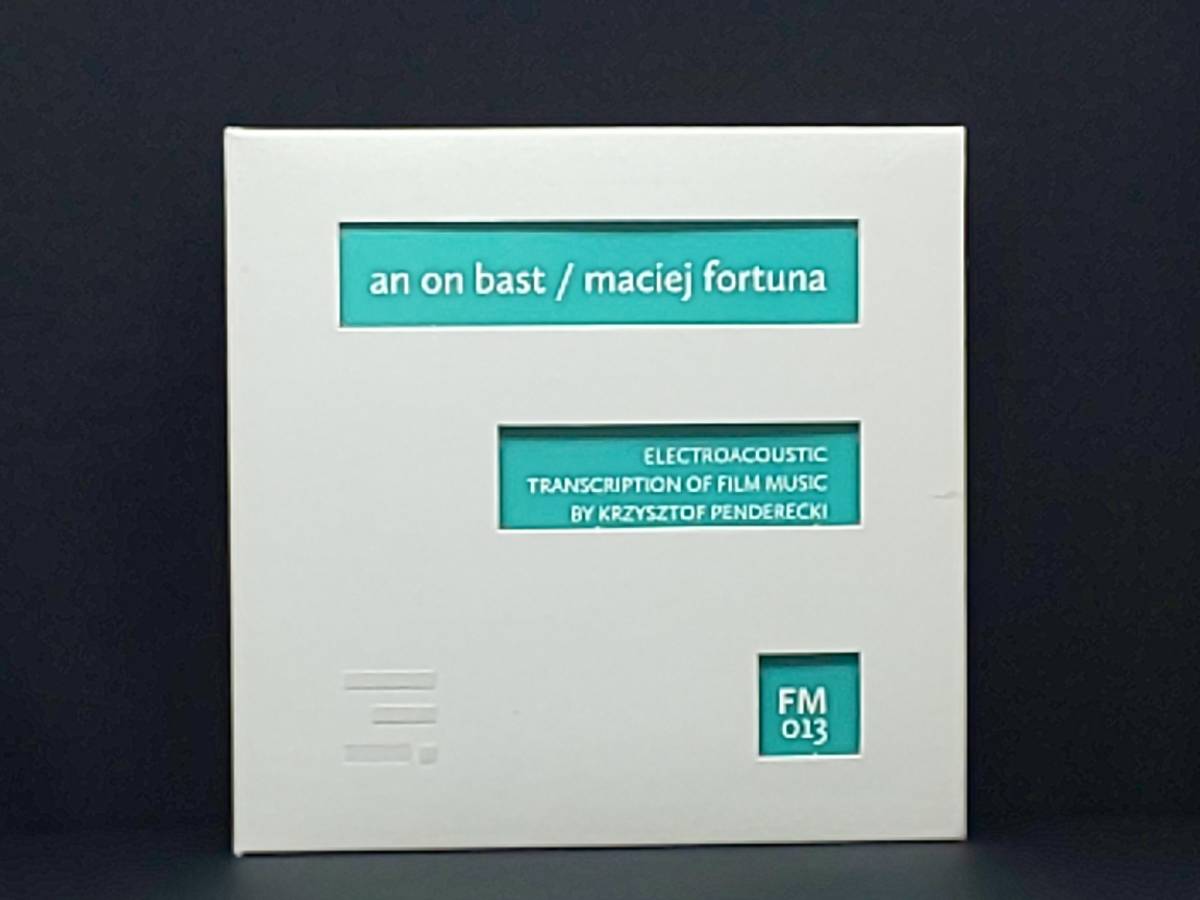 an on bast / maciej fortuna
ELECTROACOUSTIC
TRANSCRIPTION OF FILM MUSIC
BY KRZYSZTOF PENDERECKI
FM
013